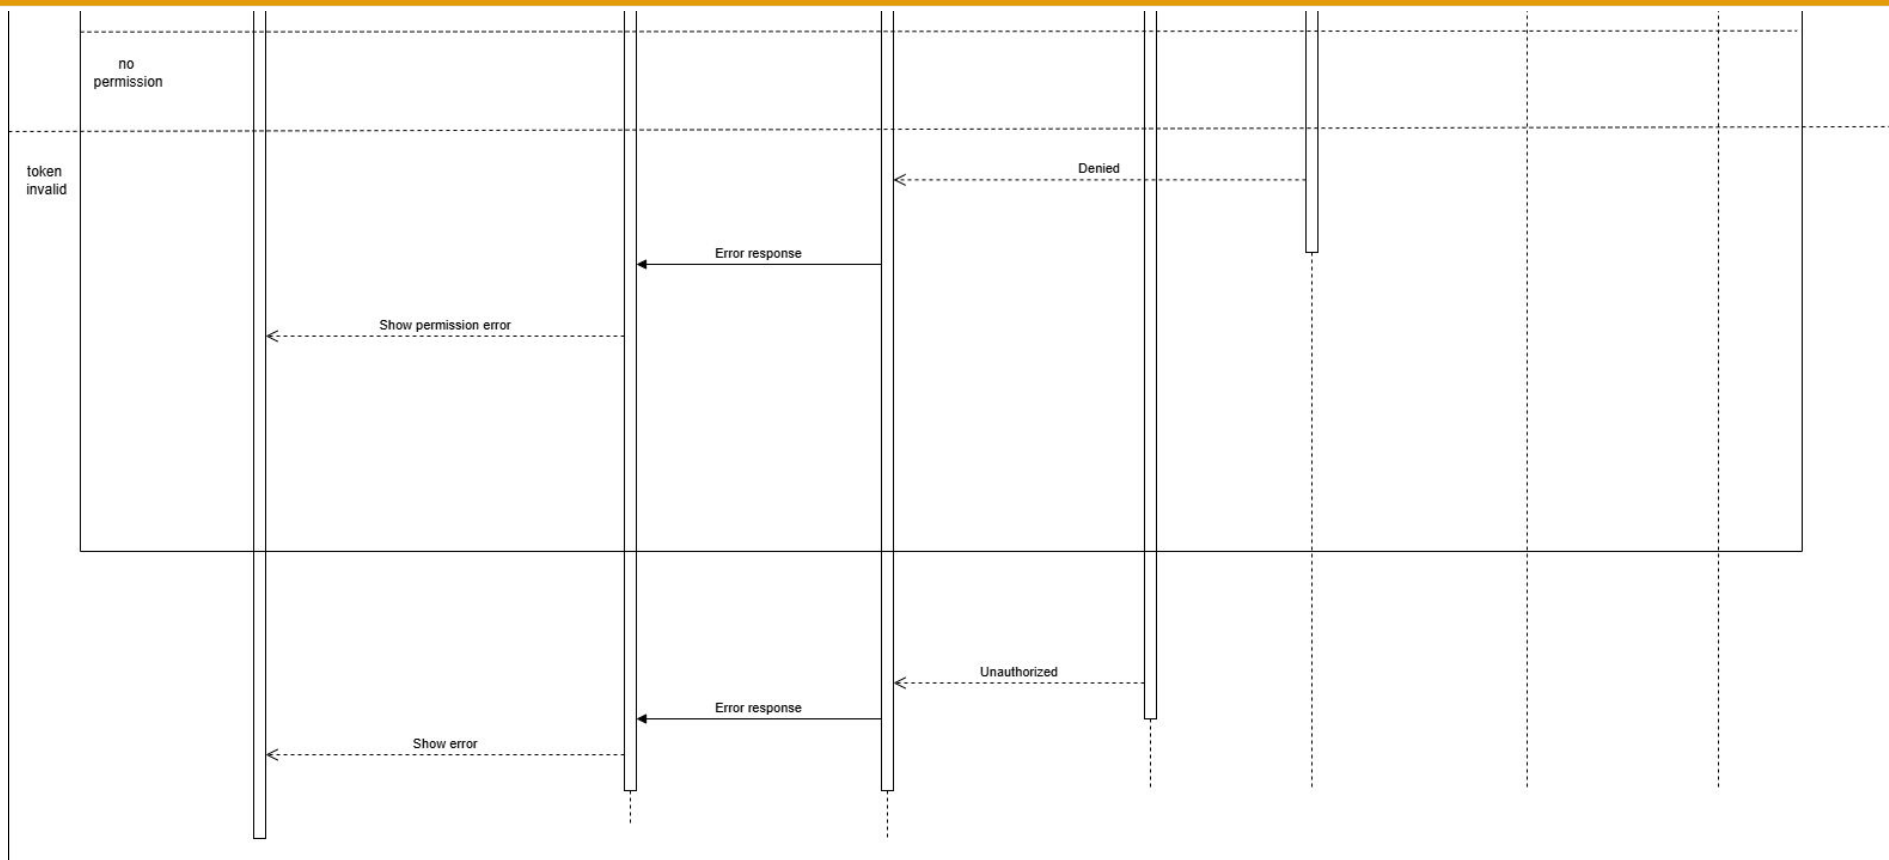 no
permission
token
invalid
Denied
Error response
Show permission error
Unauthorized
Error response
Show error